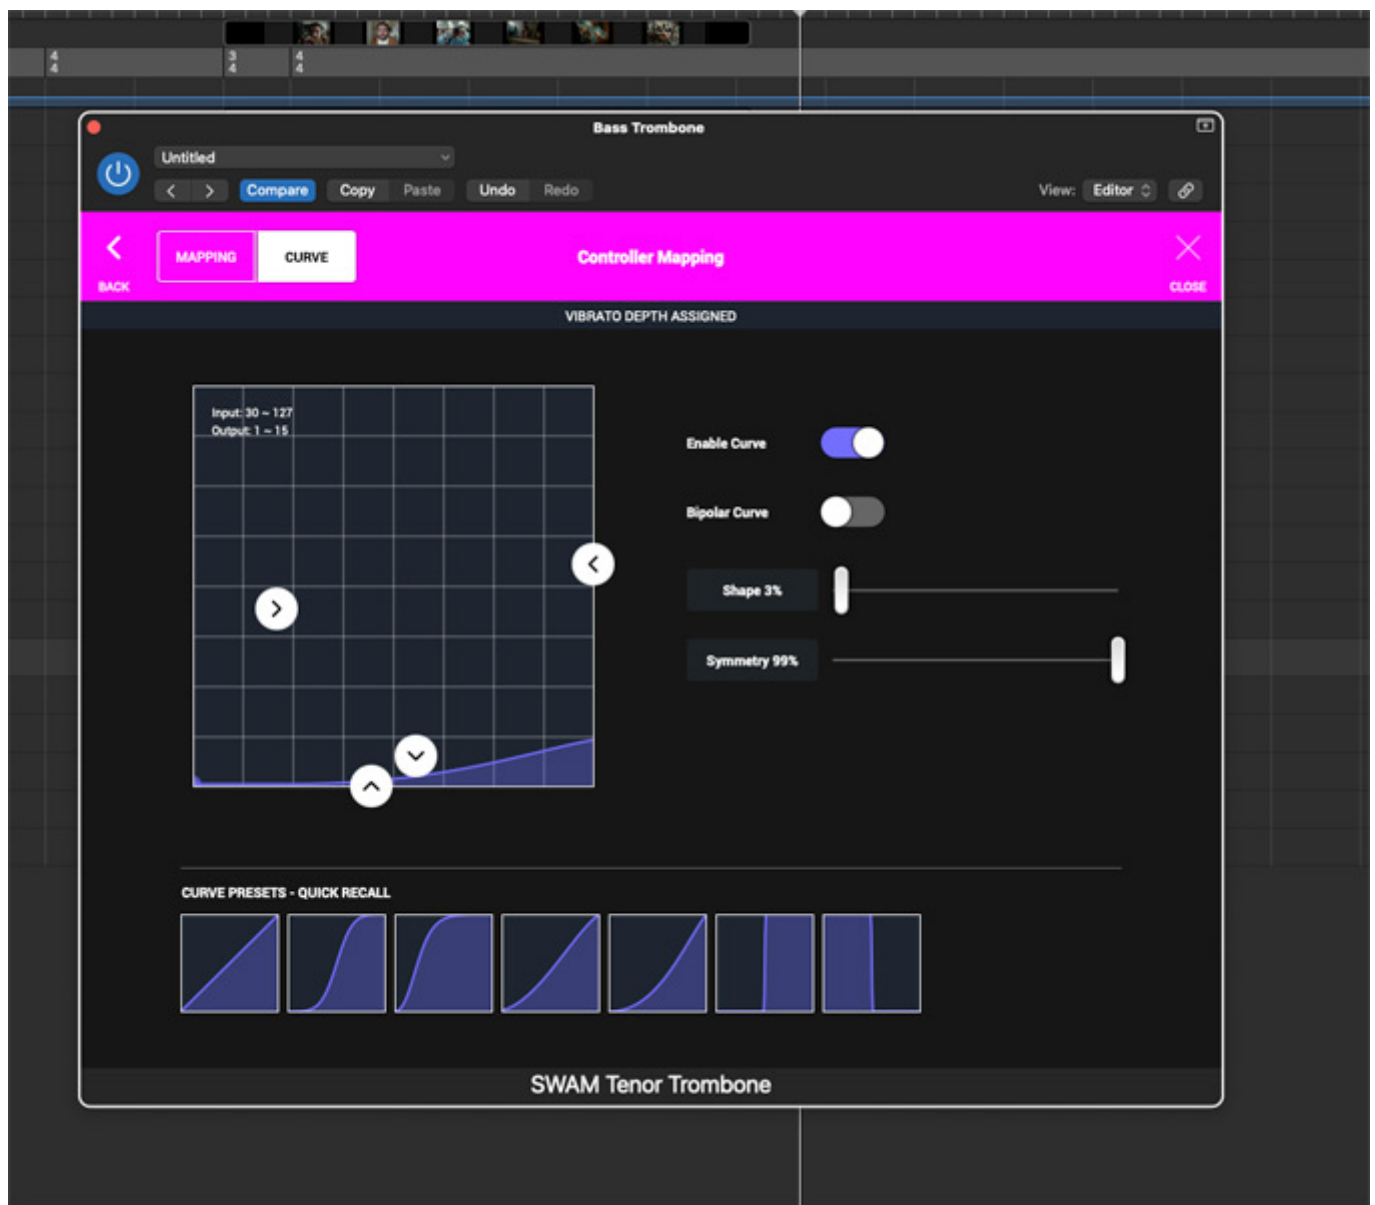 4 3 4
4 4 4
Bass Trombone
Untitled
Compare Copy Paste Undo Redo View: Editor
MAPPING CURVE Controller Mapping
BACK CLOSE
VIBRATO DEPTH ASSIGNED
Input: 30 ~ 127
Output: 1 ~ 15
Enable Curve
Bipolar Curve
Shape 3%
Symmetry 99%
CURVE PRESETS - QUICK RECALL
SWAM Tenor Trombone